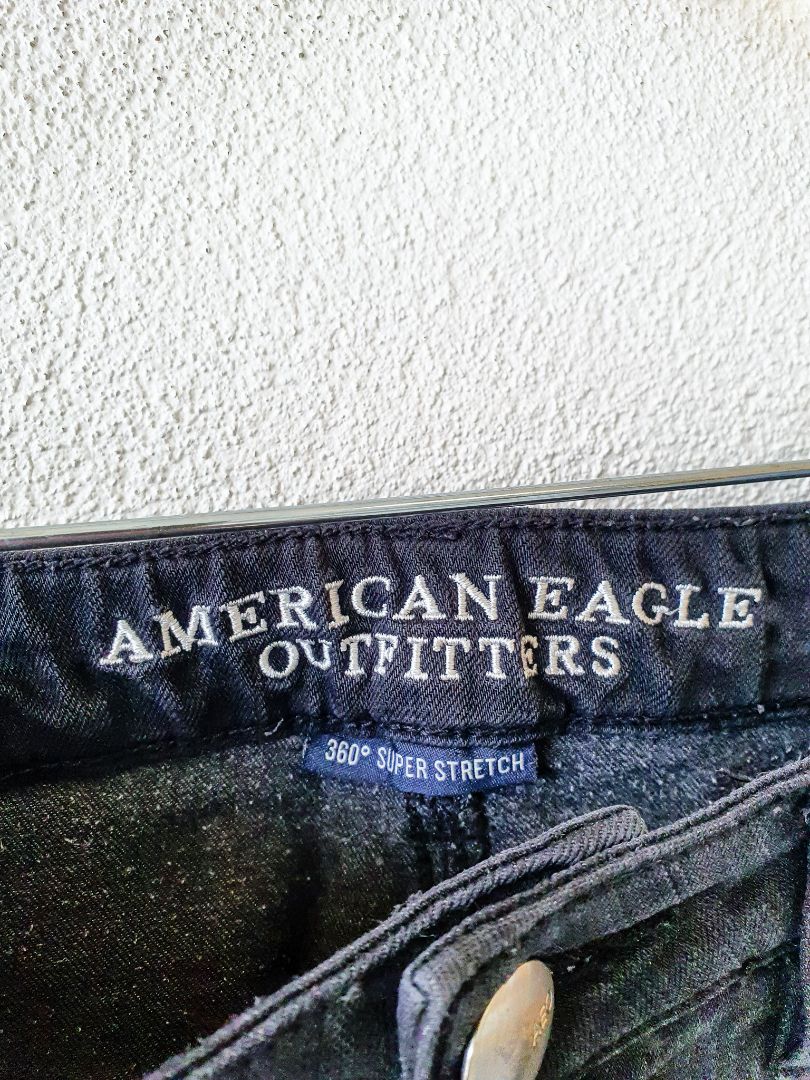 AMERICAN EAGLE
OUTFITTERS
360° SUPER STRETCH